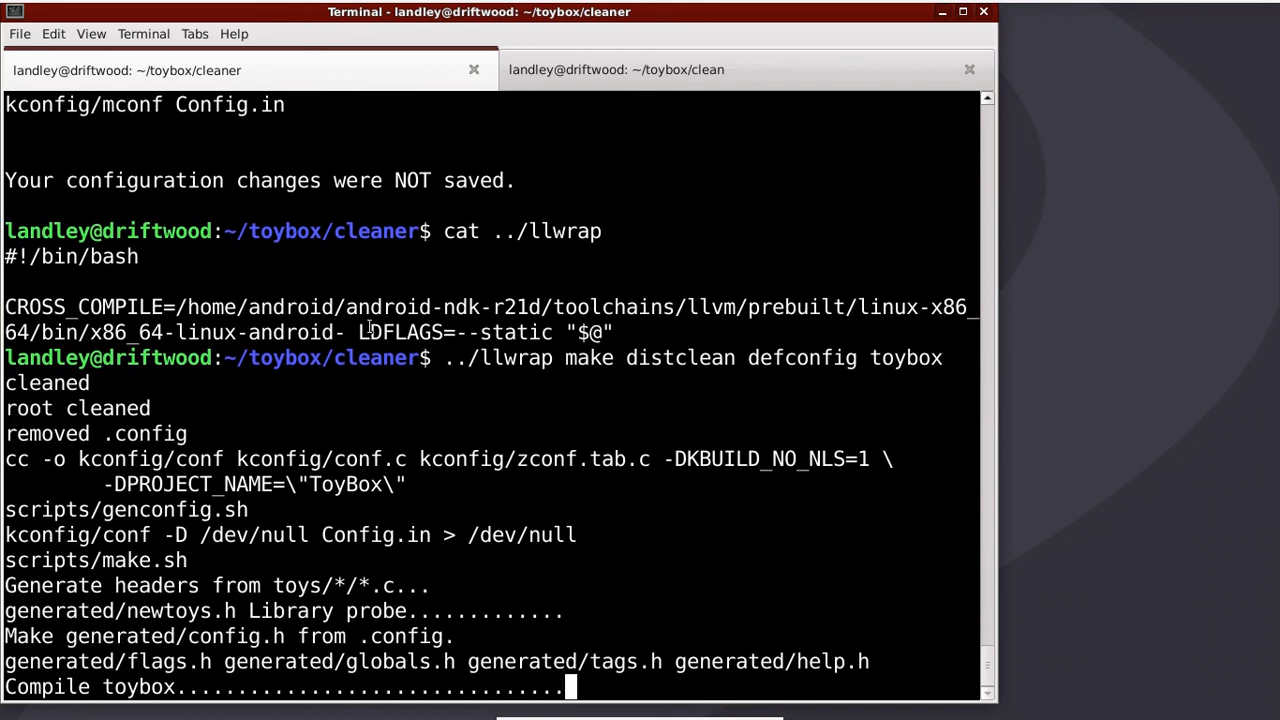 Terminal - landley@driftwood: ~/toybox/cleaner
File Edit View Terminal Tabs Help
landley@driftwood: ~/toybox/cleaner
landley@driftwood: ~/toybox/clean
kconfig/mconf Config.in
Your configuration changes were NOT saved.
landley@driftwood:~/toybox/cleaner$ cat ../llwrap
#!/bin/bash
CROSS_COMPILE=/home/android/android-ndk-r21d/toolchains/llvm/prebuilt/linux-x86_
64/bin/x86_64-linux-android- LDFLAGS=--static "$@"
landley@driftwood:~/toybox/cleaner$ ../llwrap make distclean defconfig toybox
cleaned
root cleaned
removed .config
cc -o kconfig/conf kconfig/conf.c kconfig/zconf.tab.c -DKBUILD_NO_NLS=1 \
        -DPROJECT_NAME=\"ToyBox\"
scripts/genconfig.sh
kconfig/conf -D /dev/null Config.in > /dev/null
scripts/make.sh
Generate headers from toys/*/*.c...
generated/newtoys.h Library probe.............
Make generated/config.h from .config.
generated/flags.h generated/globals.h generated/tags.h generated/help.h
Compile toybox................................